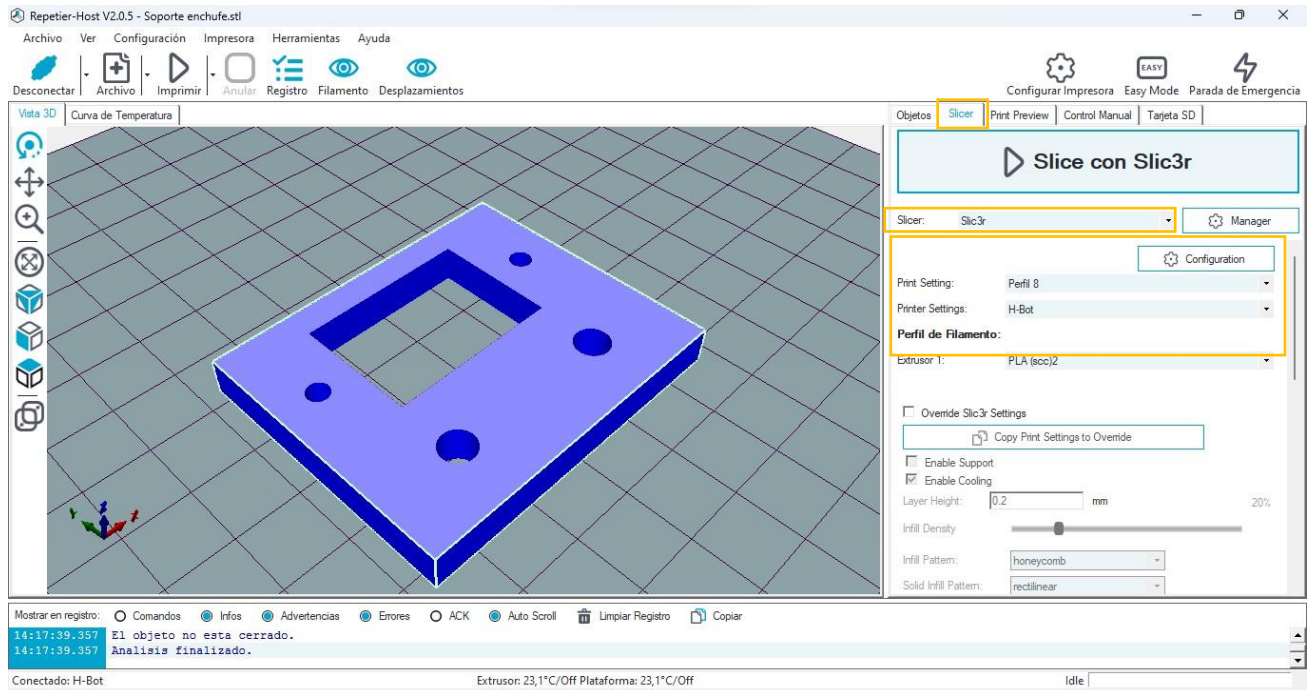 Repetier-Host V2.0.5 - Soporte enchufe.stl
Archivo Ver Configuración Impresora Herramientas Ayuda
EASY
Desconectar Archivo Imprimir Anular Registro Filamento Desplazamientos Configurar Impresora Easy Mode Parada de Emergencia
Vista 3D Curva de Temperatura Objetos Slicer Print Preview Control Manual Tarjeta SD
Slice con Slic3r
Slicer: Slic3r Manager
Configuration
Print Setting: Perfil 8
Printer Settings: H-Bot
Perfil de Filamento:
Extrusor 1: PLA (scc)2
Override Slic3r Settings
Copy Print Settings to Override
Enable Support
Enable Cooling
Layer Height: 0.2 mm 20%
Infill Density
Infill Pattern: honeycomb
Solid Infill Pattern: rectilinear
Mostrar en registro: Comandos Infos Advertencias Errores ACK Auto Scroll Limpiar Registro Copiar
14:17:39.357 El objeto no esta cerrado.
14:17:39.357 Analisis finalizado.
Conectado: H-Bot Extrusor: 23,1°C/Off Plataforma: 23,1°C/Off Idle